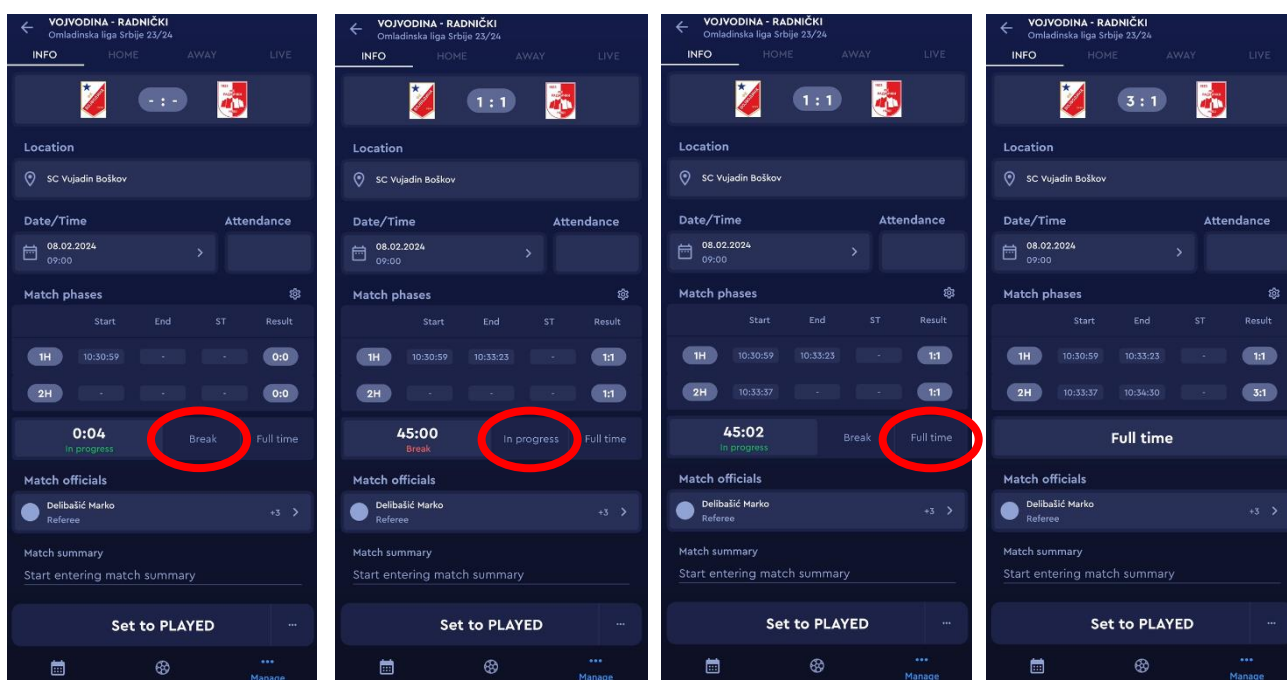 VOJVODINA - RADNIČKI
Omladinska liga Srbije 23/24
INFO HOME AWAY LIVE
- : -
Location
SC Vujadin Boškov
Date/Time Attendance
08.02.2024
09:00
Match phases
Start End ST Result
1H 10:30:59 - - 0:0
2H - - - 0:0
0:04 Break Full time
In progress
Match officials
Delibašić Marko
Referee +3
Match summary
Start entering match summary
Set to PLAYED ...
Manage
VOJVODINA - RADNIČKI
Omladinska liga Srbije 23/24
INFO HOME AWAY LIVE
1 : 1
Location
SC Vujadin Boškov
Date/Time Attendance
08.02.2024
09:00
Match phases
Start End ST Result
1H 10:30:59 10:33:23 - 1:1
2H - - - 1:1
45:00 In progress Full time
Break
Match officials
Delibašić Marko
Referee +3
Match summary
Start entering match summary
Set to PLAYED ...
Manage
VOJVODINA - RADNIČKI
Omladinska liga Srbije 23/24
INFO HOME AWAY LIVE
1 : 1
Location
SC Vujadin Boškov
Date/Time Attendance
08.02.2024
09:00
Match phases
Start End ST Result
1H 10:30:59 10:33:23 - 1:1
2H 10:33:37 - - 1:1
45:02 Break Full time
In progress
Match officials
Delibašić Marko
Referee +3
Match summary
Start entering match summary
Set to PLAYED ...
Manage
VOJVODINA - RADNIČKI
Omladinska liga Srbije 23/24
INFO HOME AWAY LIVE
3 : 1
Location
SC Vujadin Boškov
Date/Time Attendance
08.02.2024
09:00
Match phases
Start End ST Result
1H 10:30:59 10:33:23 - 1:1
2H 10:33:37 10:34:30 - 3:1
Full time
Match officials
Delibašić Marko
Referee +3
Match summary
Start entering match summary
Set to PLAYED ...
Manage